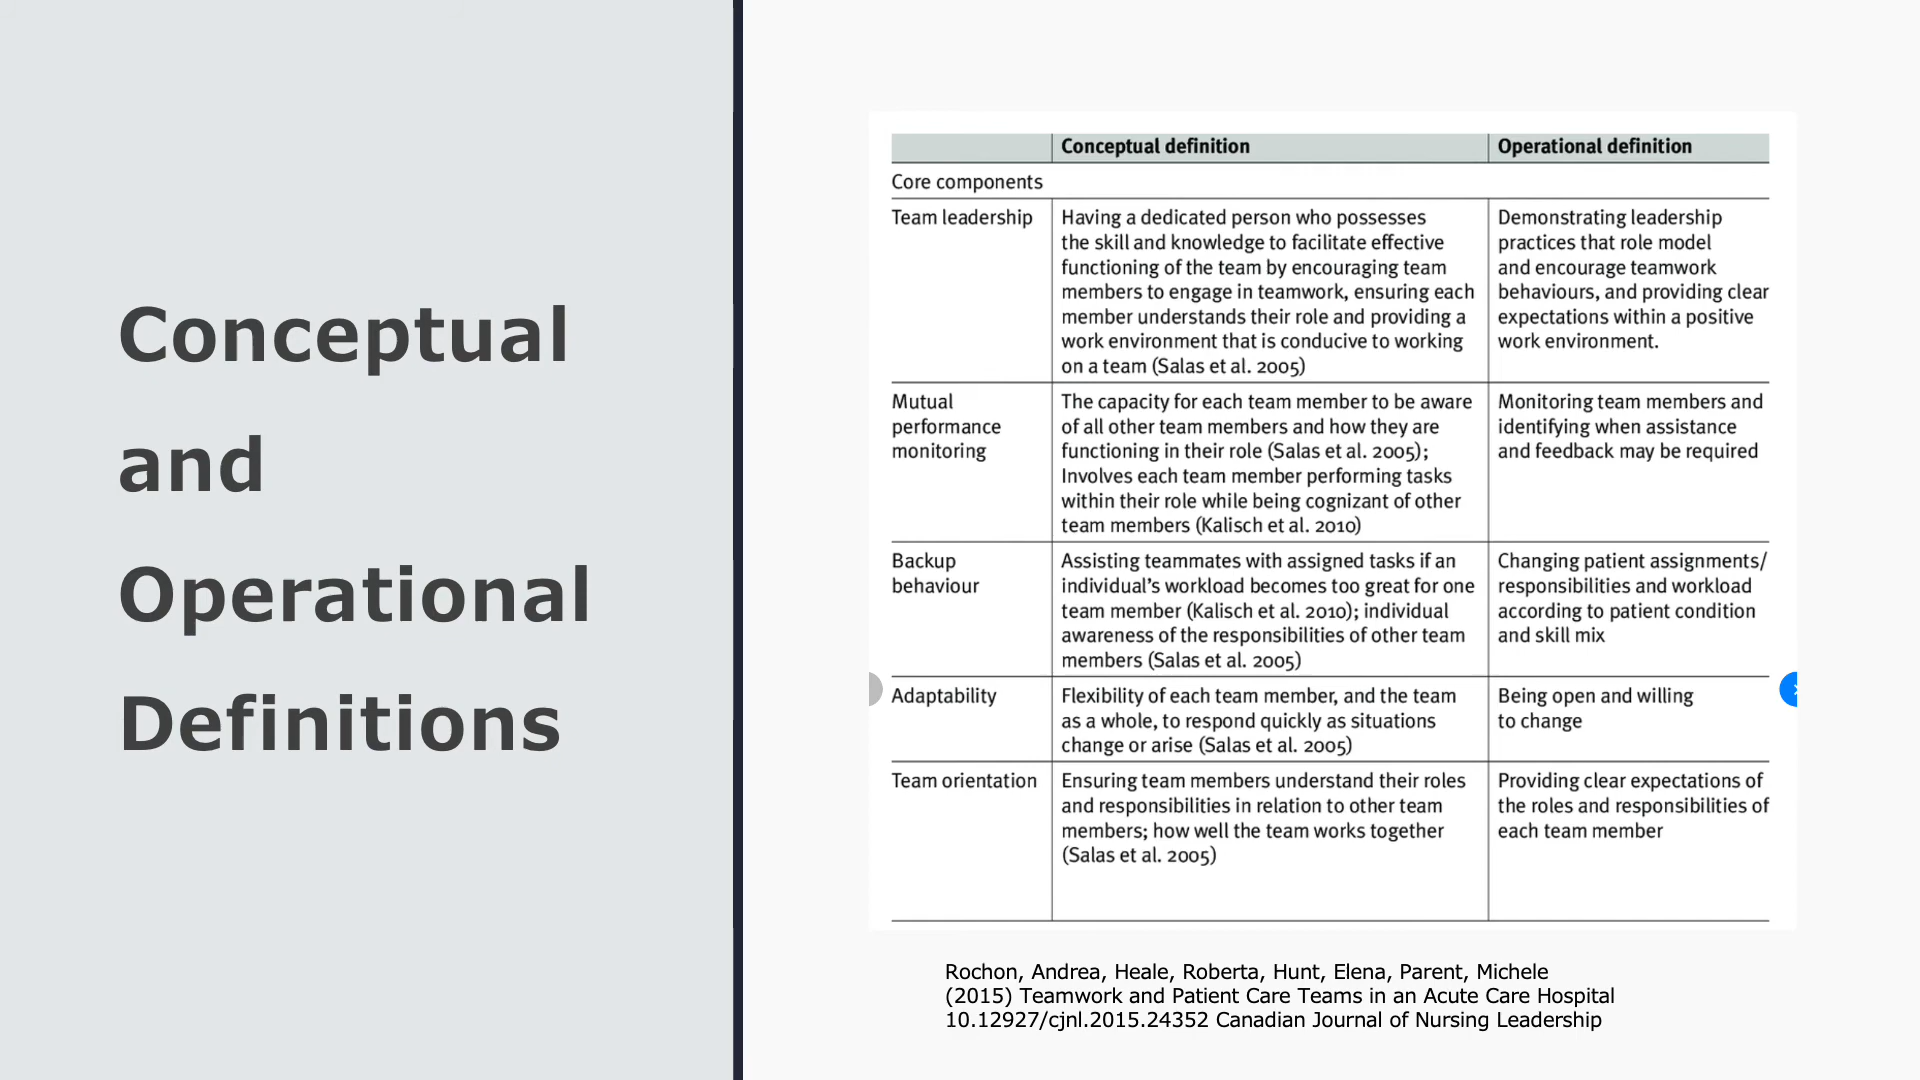 Conceptual
and
Operational
Definitions
Conceptual definition
Operational definition
Core components
Team leadership
Having a dedicated person who possesses
the skill and knowledge to facilitate effective
functioning of the team by encouraging team
members to engage in teamwork, ensuring each
member understands their role and providing a
work environment that is conducive to working
on a team (Salas et al. 2005)
Demonstrating leadership
practices that role model
and encourage teamwork
behaviours, and providing clear
expectations within a positive
work environment.
Mutual
performance
monitoring
The capacity for each team member to be aware
of all other team members and how they are
functioning in their role (Salas et al. 2005);
Involves each team member performing tasks
within their role while being cognizant of other
team members (Kalisch et al. 2010)
Monitoring team members and
identifying when assistance
and feedback may be required
Backup
behaviour
Assisting teammates with assigned tasks if an
individual's workload becomes too great for one
team member (Kalisch et al. 2010); individual
awareness of the responsibilities of other team
members (Salas et al. 2005)
Changing patient assignments/
responsibilities and workload
according to patient condition
and skill mix
Adaptability
Flexibility of each team member, and the team
as a whole, to respond quickly as situations
change or arise (Salas et al. 2005)
Being open and willing
to change
Team orientation
Ensuring team members understand their roles
and responsibilities in relation to other team
members; how well the team works together
(Salas et al. 2005)
Providing clear expectations of
the roles and responsibilities of
each team member
Rochon, Andrea, Heale, Roberta, Hunt, Elena, Parent, Michele
(2015) Teamwork and Patient Care Teams in an Acute Care Hospital
10.12927/cjnl.2015.24352 Canadian Journal of Nursing Leadership